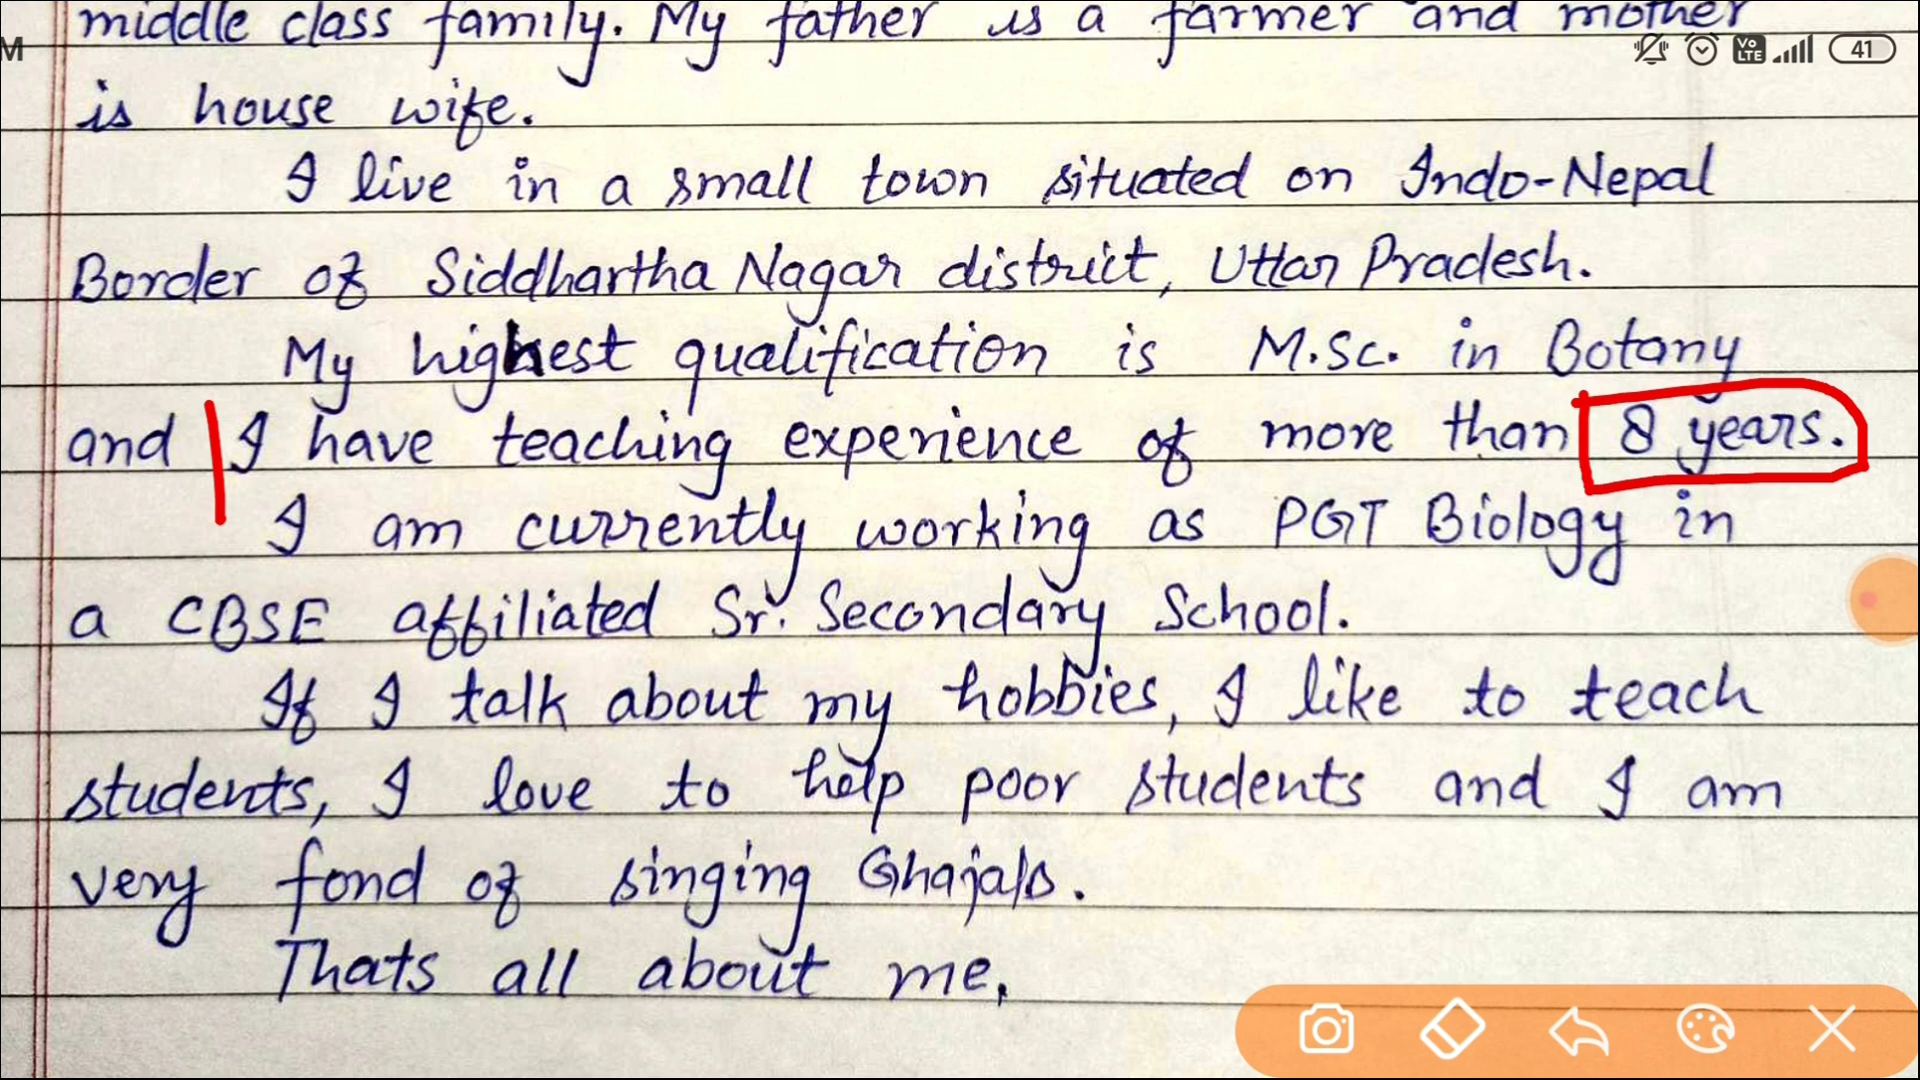 middle class family. My father is a farmer and mother
M
Vo LTE 41
is house wife.
I live in a small town situated on Indo-Nepal
Border of Siddhartha Nagar district, Uttar Pradesh.
My highest qualification is M.Sc. in Botany
and I have teaching experience of more than 8 years.
I am currently working as PGT Biology in
a CBSE affiliated Sr. Secondary School.
If I talk about my hobbies, I like to teach
students, I love to help poor students and I am
very fond of singing Ghajals.
Thats all about me.